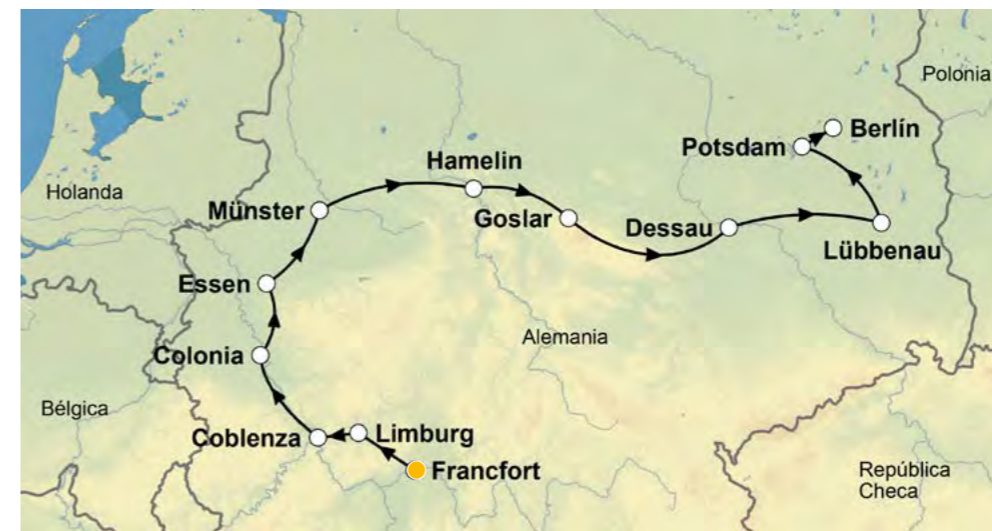 Polonia
Berlín
Potsdam
Hamelin
Holanda
Münster
Goslar
Dessau
Lübbenau
Essen
Alemania
Colonia
Bélgica
Coblenza
Limburg
Francfort
República
Checa